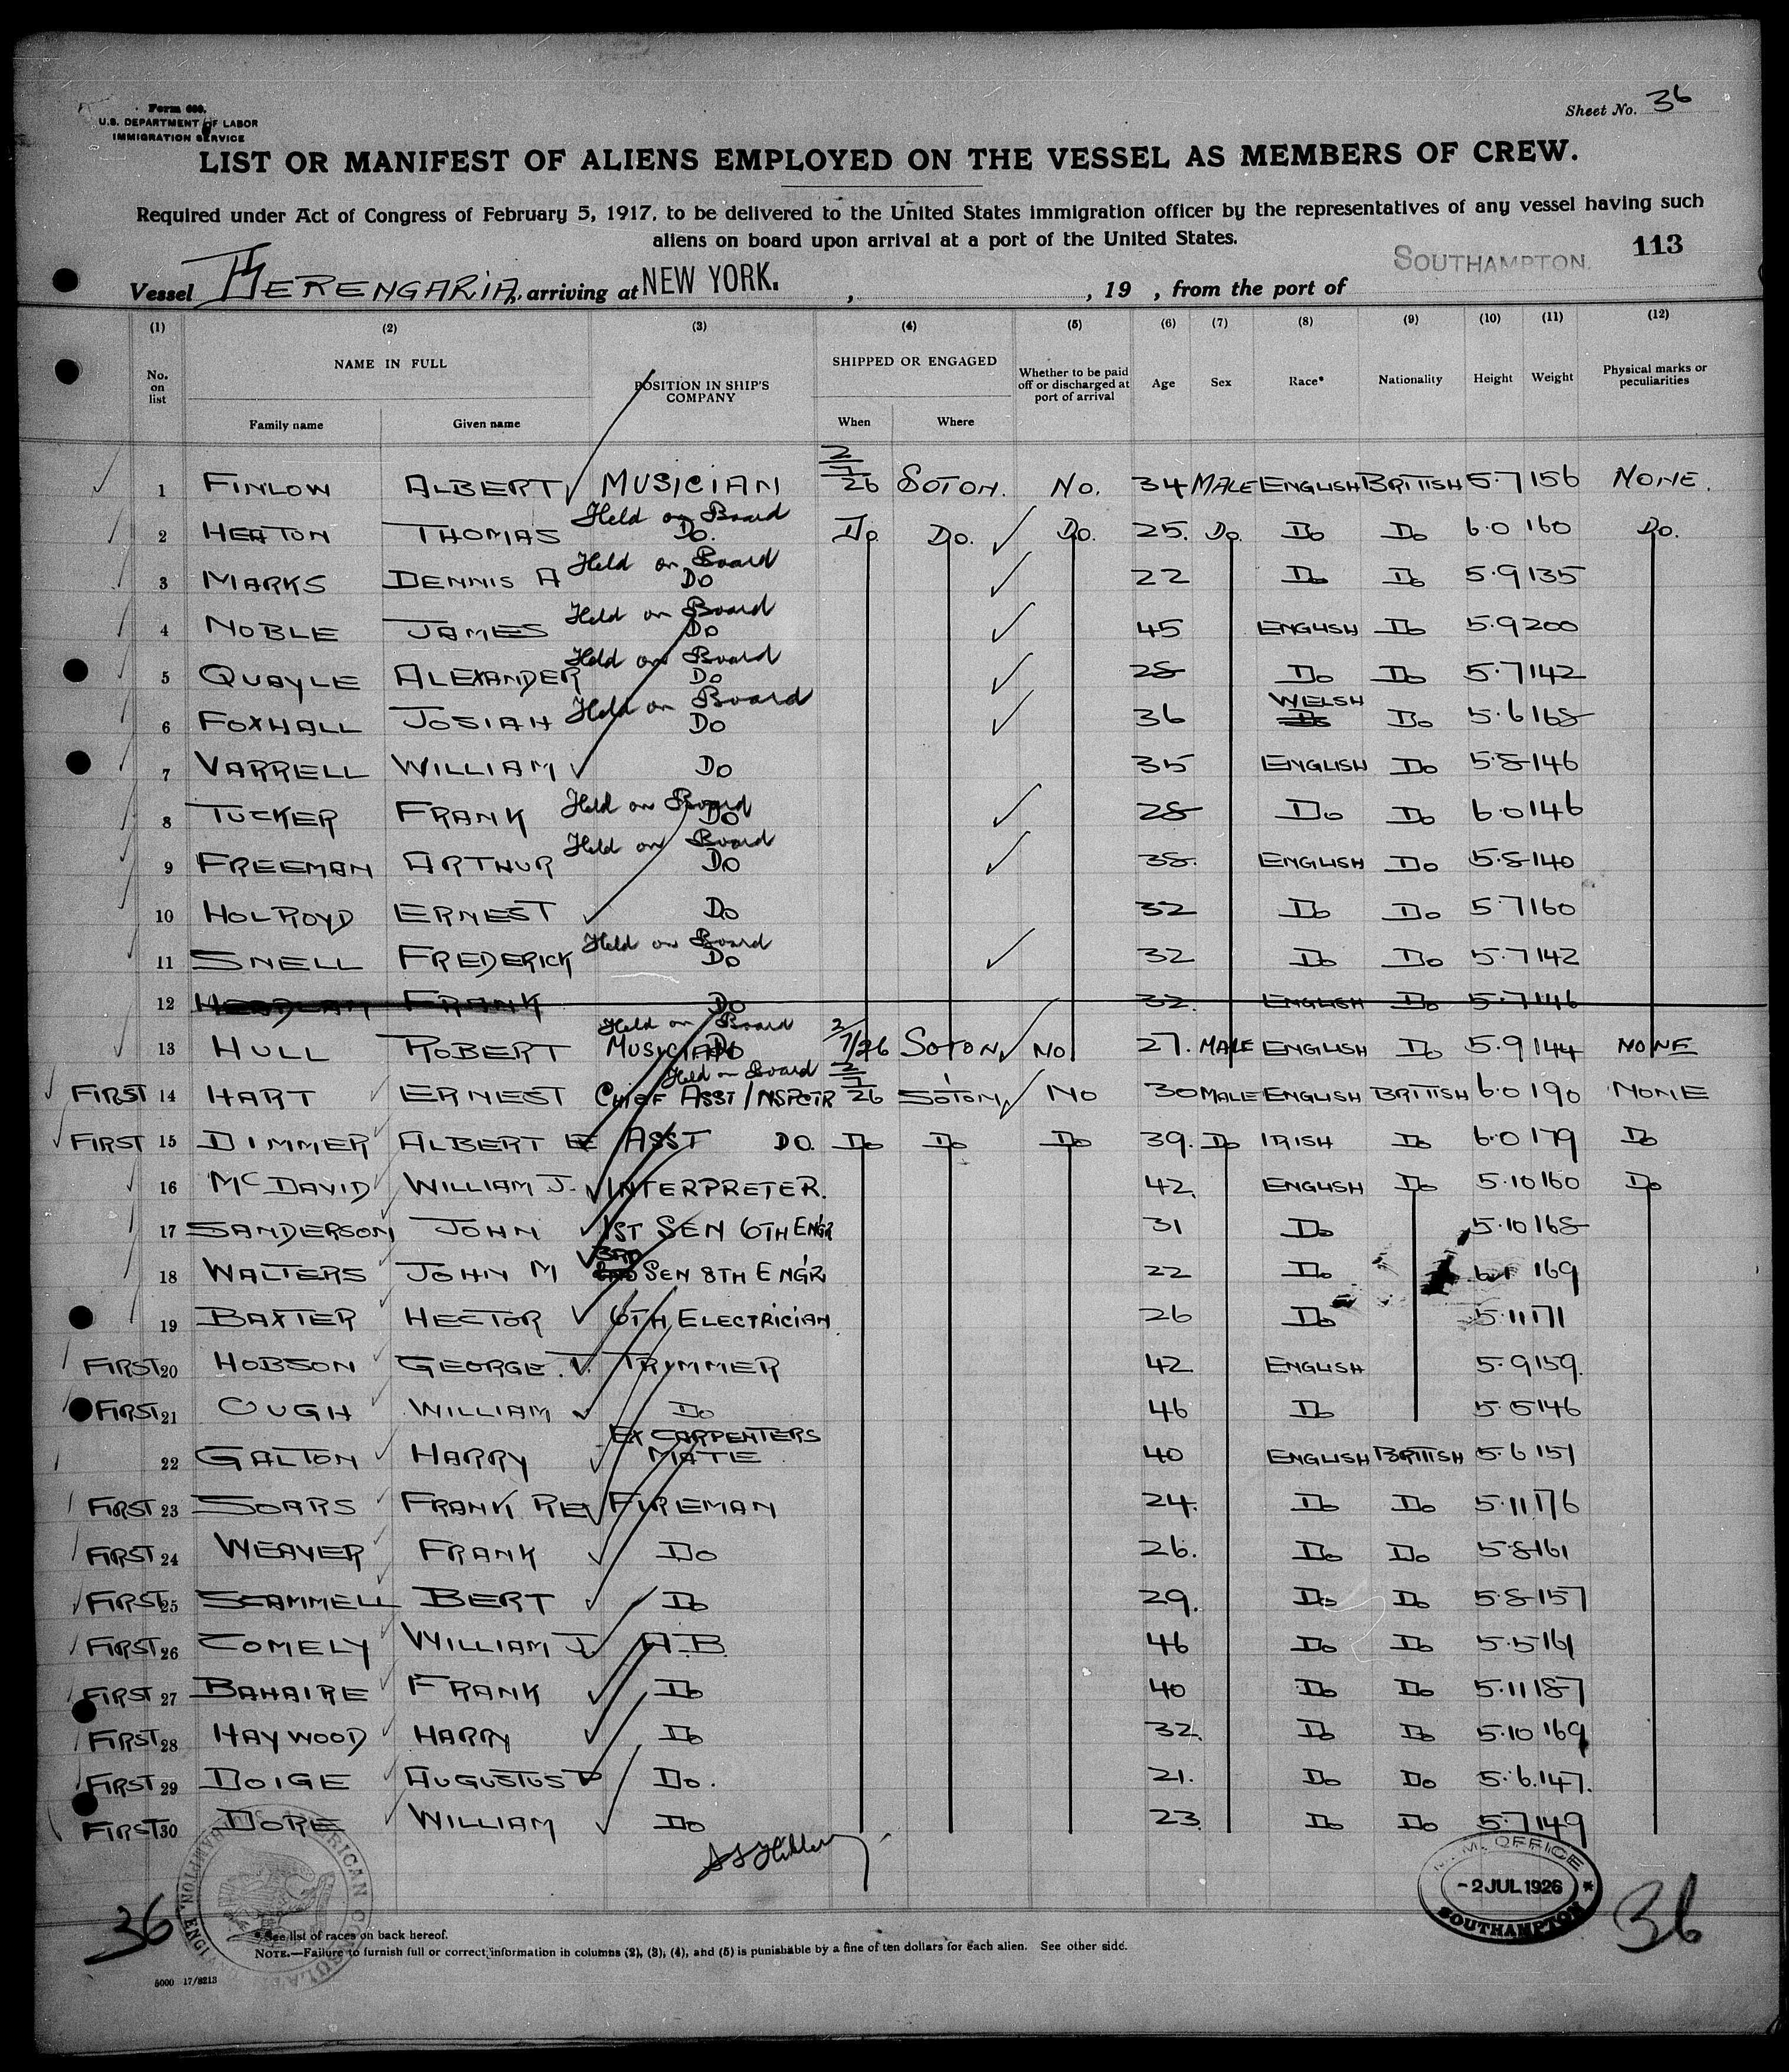 Form 689.
U.S. DEPARTMENT OF LABOR
IMMIGRATION SERVICE
Sheet No. 36
LIST OR MANIFEST OF ALIENS EMPLOYED ON THE VESSEL AS MEMBERS OF CREW.
Required under Act of Congress of February 5, 1917, to be delivered to the United States immigration officer by the representatives of any vessel having such
aliens on board upon arrival at a port of the United States.
113
Vessel BERENGARIA, arriving at NEW YORK. , , 19 , from the port of SOUTHAMPTON.
(1) (2) (3) (4) (5) (6) (7) (8) (9) (10) (11) (12)
No. on list NAME IN FULL Family name Given name POSITION IN SHIP'S COMPANY SHIPPED OR ENGAGED When Where Whether to be paid off or discharged at port of arrival Age Sex Race* Nationality Height Weight Physical marks or peculiarities
1 FINLOW ALBERT MUSICIAN 2/7/26 SOTON. NO. 34 MALE ENGLISH BRITISH 5.7 156 NONE.
Held on Board
2 HEATON THOMAS DO. DO DO. DO. 25. DO DO DO 6.0 160 DO.
Held on Board
3 MARKS DENNIS A DO 22 DO DO 5.9 135
Held on Board
4 NOBLE JAMES DO 45 ENGLISH DO 5.9 200
Held on Board
5 QUAYLE ALEXANDER DO 28 DO DO 5.7 142
Held on Board
6 FOXHALL JOSIAH DO 36 WELSH DO 5.6 168
7 VARRELL WILLIAM DO 35 ENGLISH DO 5.8 146
Held on Board
8 TUCKER FRANK DO 28 DO DO 6.0 146
Held on Board
9 FREEMAN ARTHUR DO 38. ENGLISH DO 5.8 140
10 HOLROYD ERNEST DO 32 DO DO 5.7 160
Held on Board
11 SNELL FREDERICK DO 32 DO DO 5.7 142
12 FRANK DO 32. ENGLISH DO 5.7 146
Held on Board
13 HULL ROBERT MUSICIAN 2/7/26 SOTON, NO 27. MALE ENGLISH DO 5.9 144 NONE
Held on Board
FIRST 14 HART ERNEST CHIEF ASST INSPCTR 2/7/26 SOTON NO 30 MALE ENGLISH BRITISH 6.0 190 NONE
FIRST 15 DIMMER ALBERT E ASST DO. DO DO DO 39. DO IRISH DO 6.0 179 DO
16 McDAVID WILLIAM J. INTERPRETER. 42. ENGLISH DO 5.10 160 DO
17 SANDERSON JOHN 1ST SEN 6TH ENGR 31 DO 5.10 168
18 WALTERS JOHN M 3RD SEN 8TH ENGR 22 DO 6.1 169
19 BAXTER HECTOR 6TH ELECTRICIAN 26 DO 5.11 171
FIRST 20 HOBSON GEORGE. T. TRIMMER 42 ENGLISH 5.9 159.
FIRST 21 OUGH WILLIAM DO 46 DO 5.5 146
22 GALTON HARRY EX CARPENTERS MATE 40 ENGLISH BRITISH 5.6 151
FIRST 23 SOARS FRANK REX FIREMAN 24. DO DO 5.11 176
FIRST 24 WEAVER FRANK DO 26. DO DO 5.8 161
FIRST 25 SCAMMELL BERT DO 29. DO DO 5.8 157
FIRST 26 COMELY WILLIAM J A.B. 46 DO DO 5.5 161
FIRST 27 BAHAIRE FRANK DO 40 DO DO 5.11 187
FIRST 28 HAYWOOD HARRY DO 32. DO DO 5.10 169
FIRST 29 DOIGE AUGUSTUS P DO. 21. DO DO 5.6. 147.
FIRST 30 DORE WILLIAM DO 23. DO DO 5.7 149
OFFICE
-2 JUL 1926
SOUTHAMPTON
36
36
* See list of races on back hereof.
NOTE.—Failure to furnish full or correct information in columns (2), (3), (4), and (5) is punishable by a fine of ten dollars for each alien. See other side.
5000 17/8213